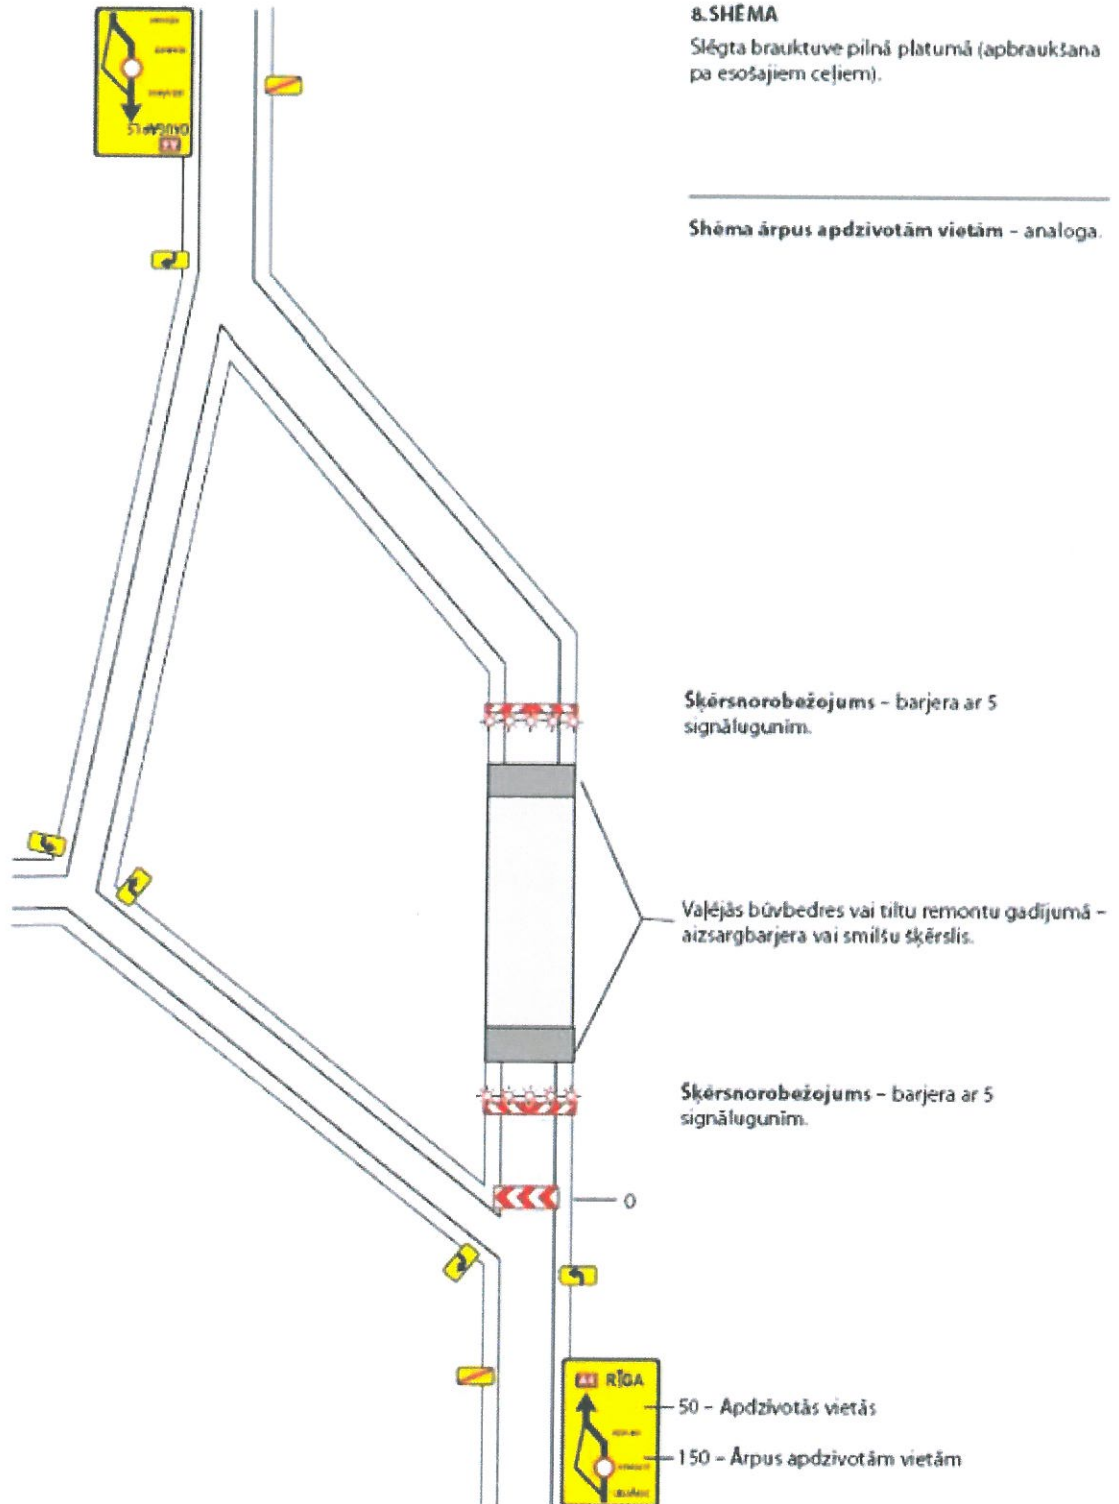 8.SHĒMA
Slēgta brauktuve pilnā platumā (apbraukšana
pa esošajiem ceļiem).
DAUGAPILS
Shēma ārpus apdzīvotām vietām – analoga.
Šķērsnorobežojums – barjera ar 5
signālugunīm.
Vaļējās būvbedres vai tiltu remontu gadījumā –
aizsargbarjera vai smilšu šķērslis.
Šķērsnorobežojums – barjera ar 5
signālugunīm.
0
RĪGA
50 – Apdzīvotās vietās
150 – Ārpus apdzīvotām vietām